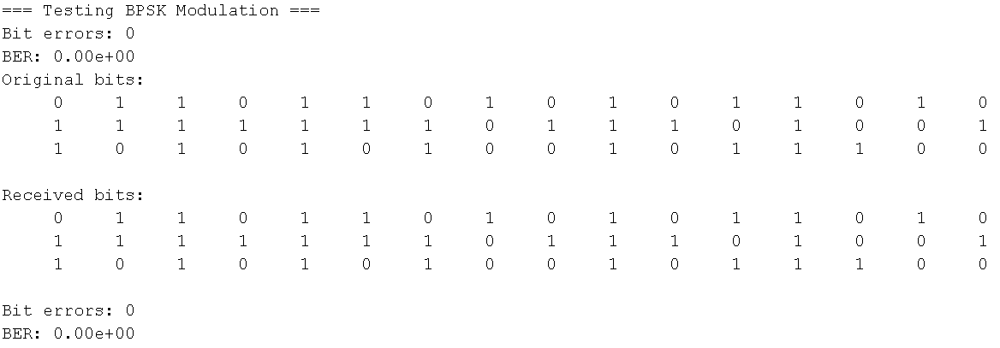 === Testing BPSK Modulation ===
Bit errors: 0
BER: 0.00e+00
Original bits:
0 1 1 0 1 1 0 1 0 1 0 1 1 0 1 0
1 1 1 1 1 1 1 0 1 1 1 0 1 0 0 1
1 0 1 0 1 0 1 0 0 1 0 1 1 1 0 0
Received bits:
0 1 1 0 1 1 0 1 0 1 0 1 1 0 1 0
1 1 1 1 1 1 1 0 1 1 1 0 1 0 0 1
1 0 1 0 1 0 1 0 0 1 0 1 1 1 0 0
Bit errors: 0
BER: 0.00e+00